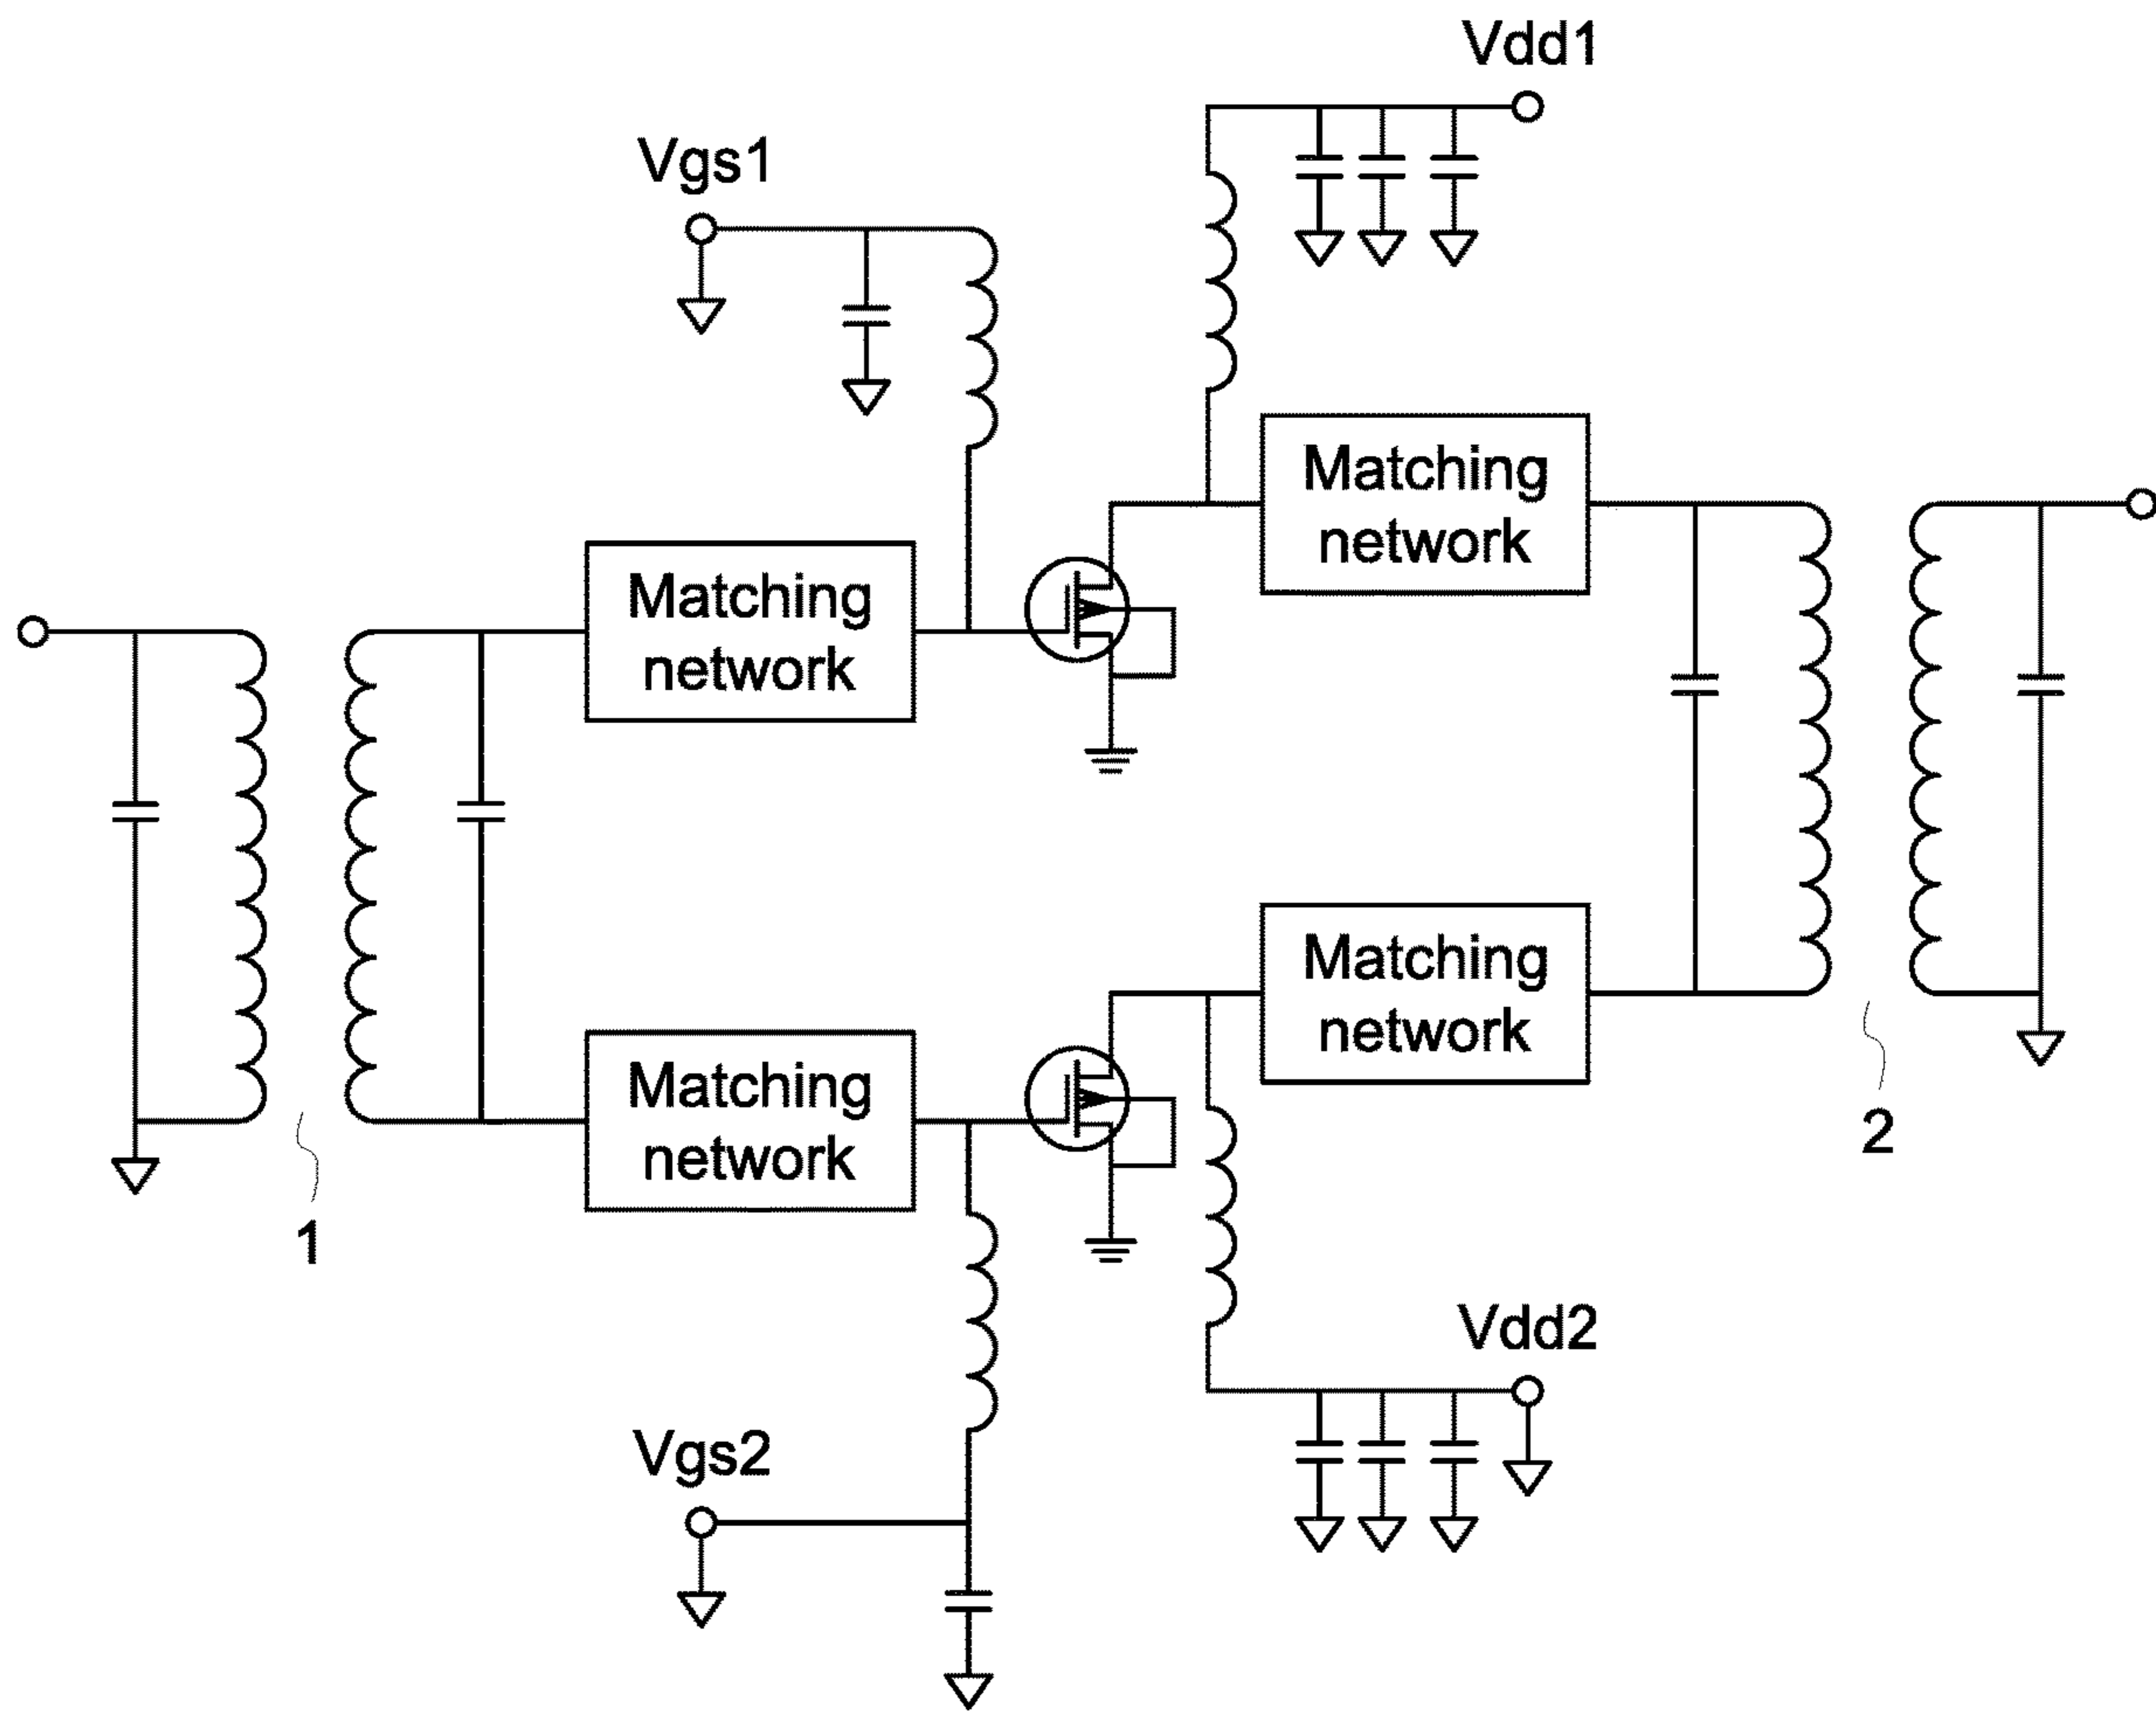 Vdd1
Vgs1
Matching
network
Matching
network
Matching
network
Matching
network
1
2
Vdd2
Vgs2